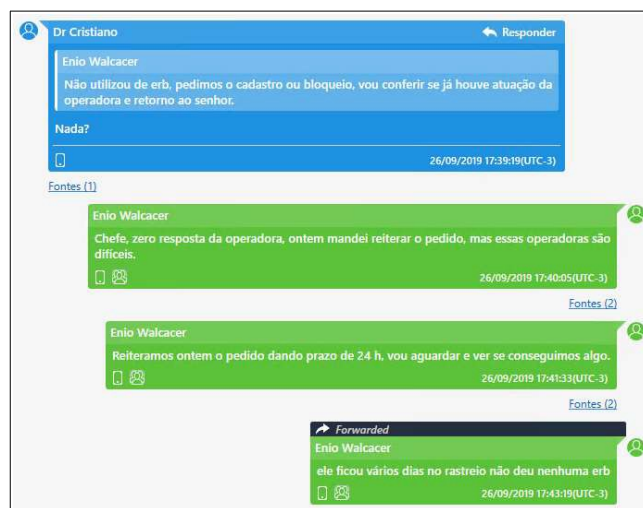 Dr Cristiano
Responder
Enio Walcacer
Não utilizou de erb, pedimos o cadastro ou bloqueio, vou conferir se já houve atuação da
operadora e retorno ao senhor.
Nada?
26/09/2019 17:39:19(UTC-3)
Fontes (1)
Enio Walcacer
Chefe, zero resposta da operadora, ontem mandei reiterar o pedido, mas essas operadoras são
difíceis.
26/09/2019 17:40:05(UTC-3)
Fontes (2)
Enio Walcacer
Reiteramos ontem o pedido dando prazo de 24 h, vou aguardar e ver se conseguimos algo.
26/09/2019 17:41:33(UTC-3)
Fontes (2)
Forwarded
Enio Walcacer
ele ficou vários dias no rastreio não deu nenhuma erb
26/09/2019 17:43:19(UTC-3)